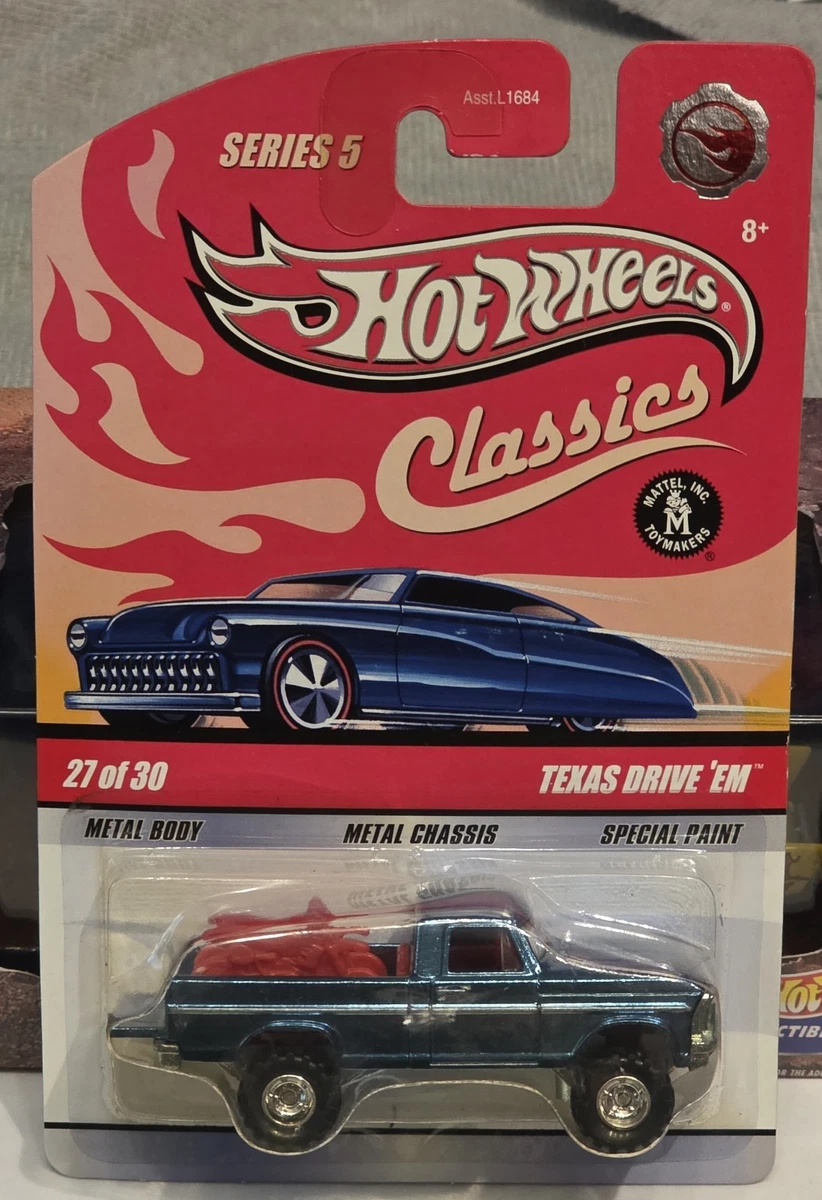 Asst.L1684
SERIES 5
8+
Hot Wheels®
Classics
MATTEL, INC.
M
TOYMAKERS
®
27 of 30
TEXAS DRIVE 'EM™
METAL BODY
METAL CHASSIS
SPECIAL PAINT